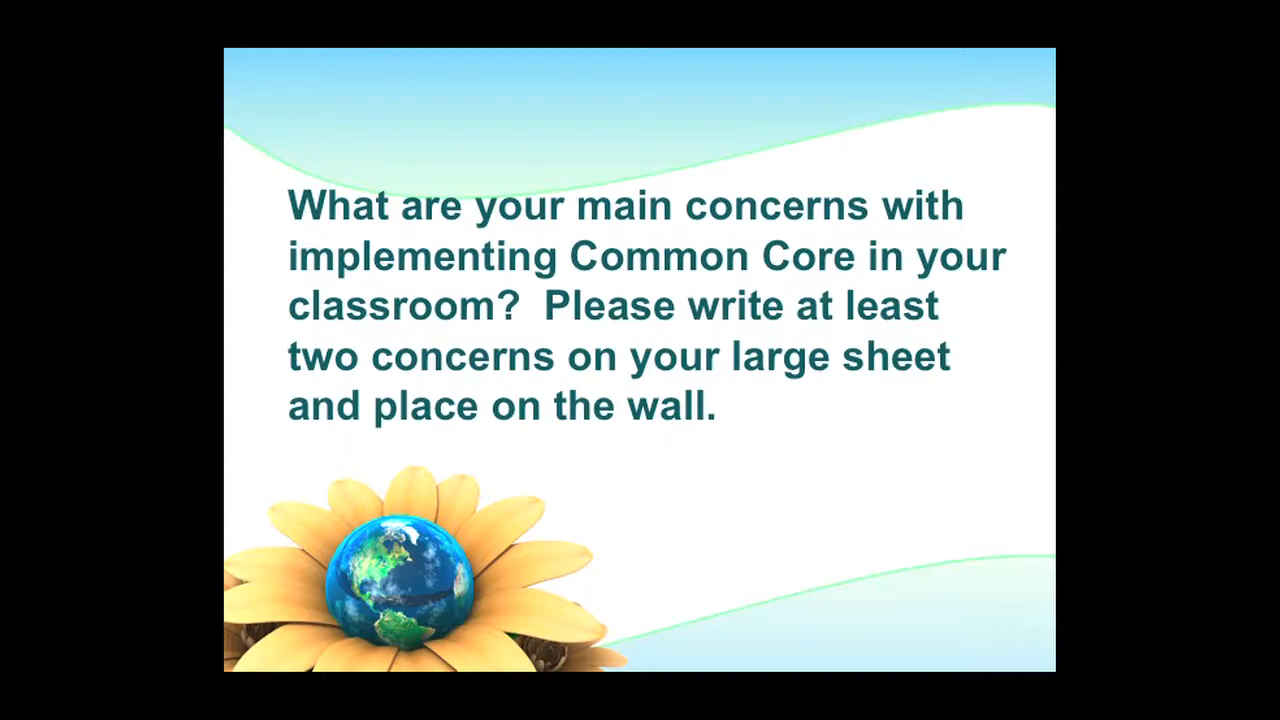 What are your main concerns with
implementing Common Core in your
classroom?  Please write at least
two concerns on your large sheet
and place on the wall.